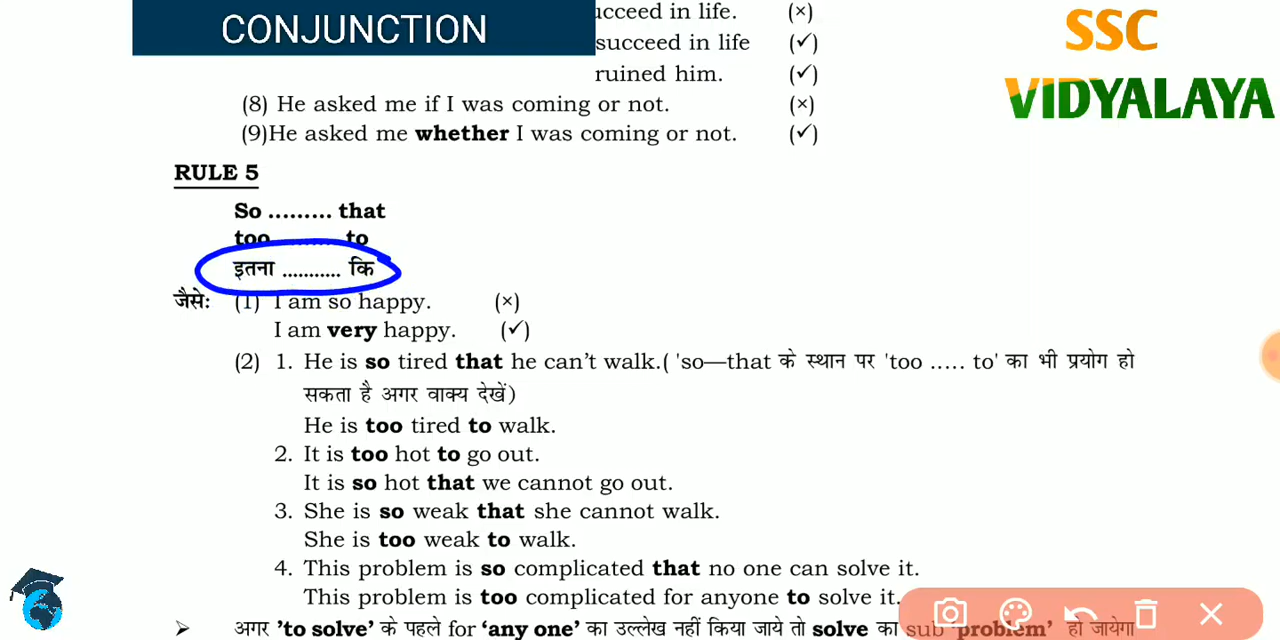 CONJUNCTION
ucceed in life. (×)
SSC
succeed in life (✓)
ruined him. (✓)
VIDYALAYA
(8) He asked me if I was coming or not. (×)
(9)He asked me whether I was coming or not. (✓)
RULE 5
So ......... that
too ......... to
इतना ........... कि
जैसे: (1) I am so happy. (×)
I am very happy. (✓)
(2) 1. He is so tired that he can't walk.( 'so—that के स्थान पर 'too ..... to' का भी प्रयोग हो
सकता है अगर वाक्य देखें)
He is too tired to walk.
2. It is too hot to go out.
It is so hot that we cannot go out.
3. She is so weak that she cannot walk.
She is too weak to walk.
4. This problem is so complicated that no one can solve it.
This problem is too complicated for anyone to solve it.
➢ अगर 'to solve' के पहले for 'any one' का उल्लेख नहीं किया जाये तो solve का sub 'problem' हो जायेगा